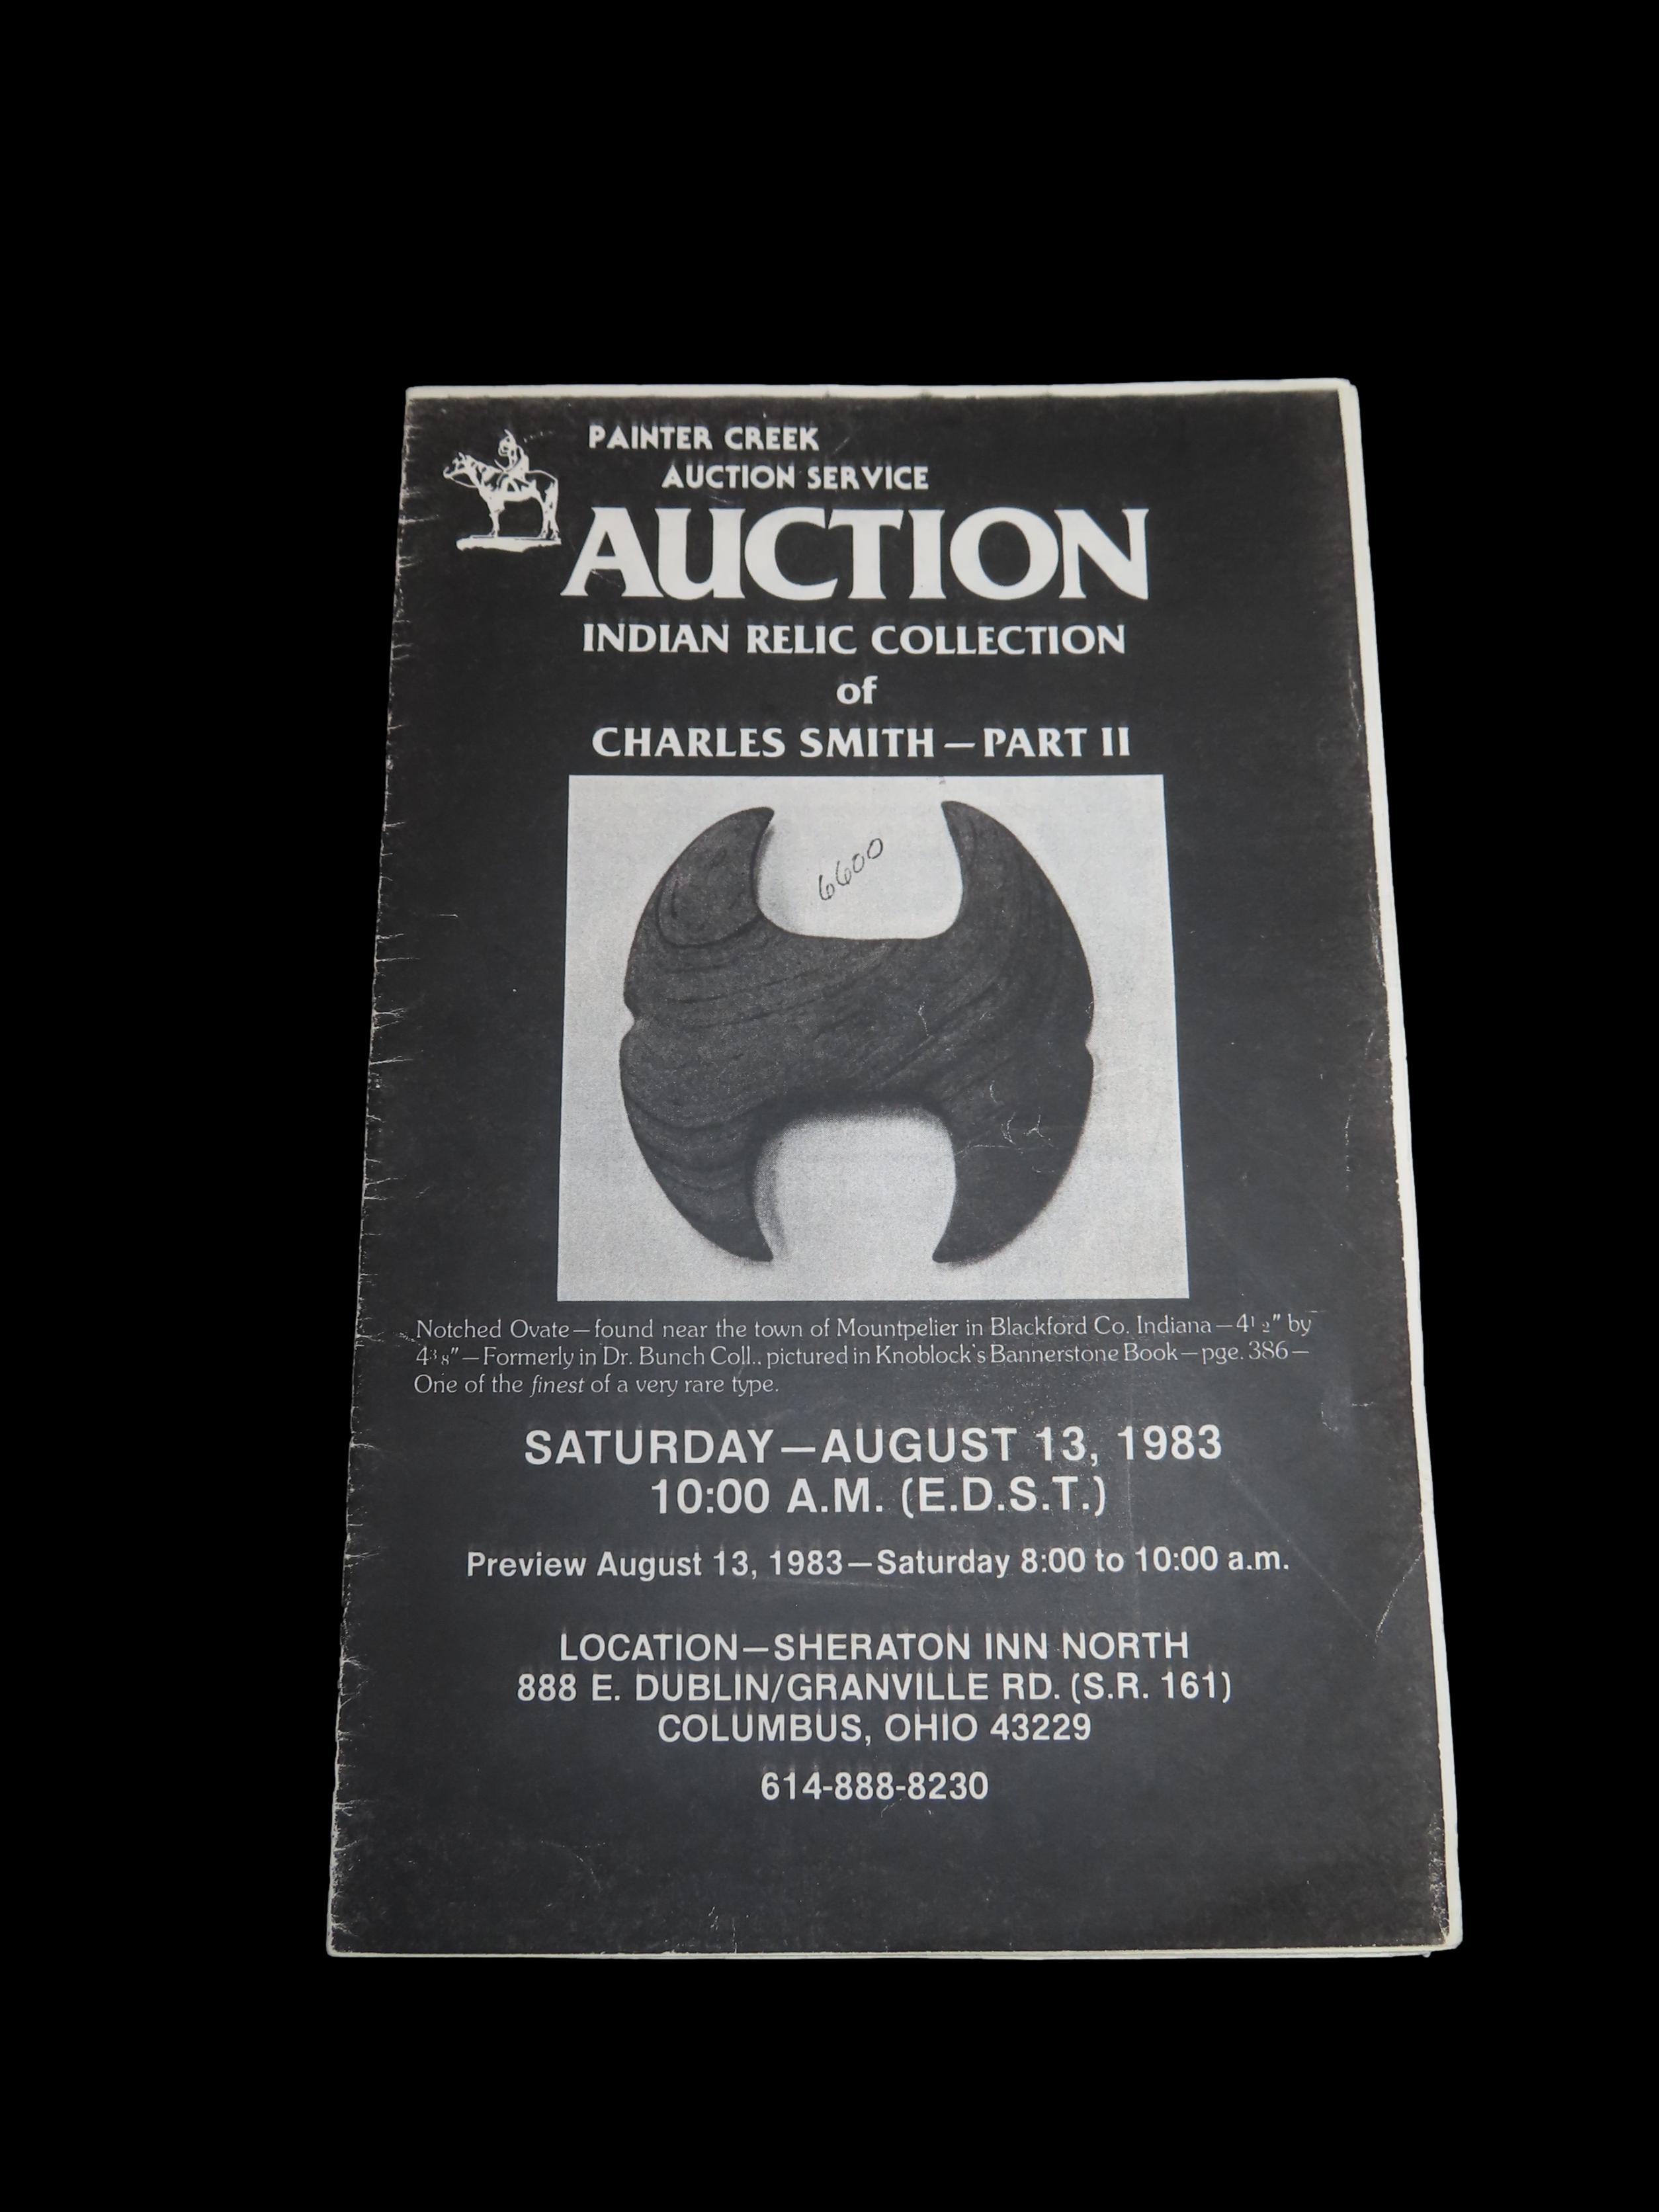 PAINTER CREEK
AUCTION SERVICE
AUCTION
INDIAN RELIC COLLECTION
of
CHARLES SMITH—PART II
6600
Notched Ovate—found near the town of Mountpelier in Blackford Co. Indiana—4 1/2" by
4 3/8"—Formerly in Dr. Bunch Coll., pictured in Knoblock's Bannerstone Book—pge. 386—
One of the finest of a very rare type.
SATURDAY—AUGUST 13, 1983
10:00 A.M. (E.D.S.T.)
Preview August 13, 1983—Saturday 8:00 to 10:00 a.m.
LOCATION—SHERATON INN NORTH
888 E. DUBLIN/GRANVILLE RD. (S.R. 161)
COLUMBUS, OHIO 43229
614-888-8230